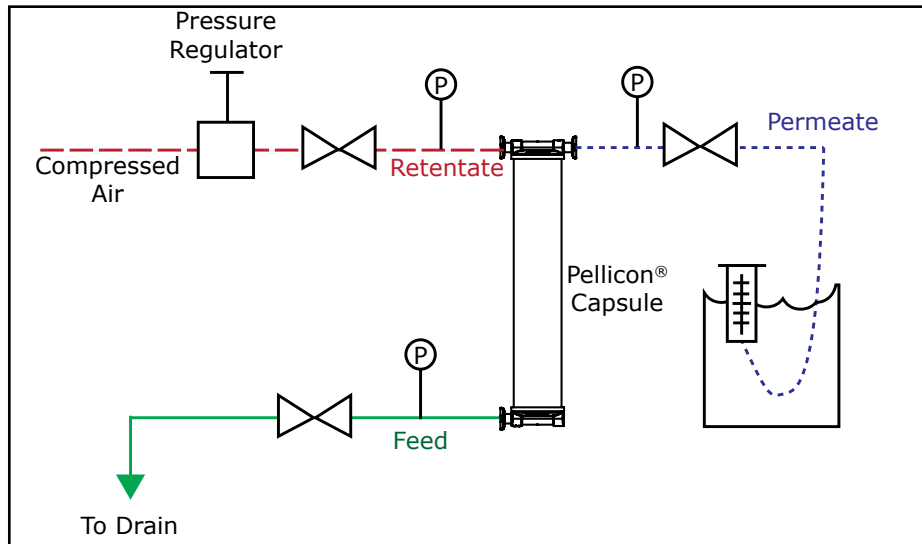 Pressure
Regulator
P
P
Permeate
Compressed
Air
Retentate
Pellicon®
Capsule
P
Feed
To Drain